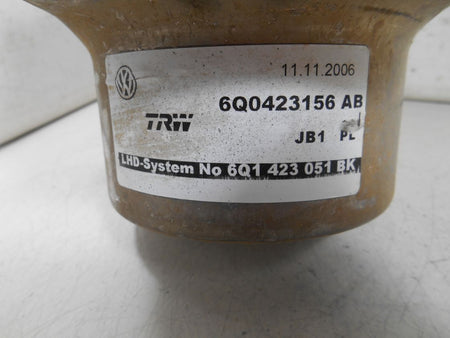 11.11.2006
6Q0423156 AB
TRW
JB1 PL
LHD-System No 6Q1 423 051 BK